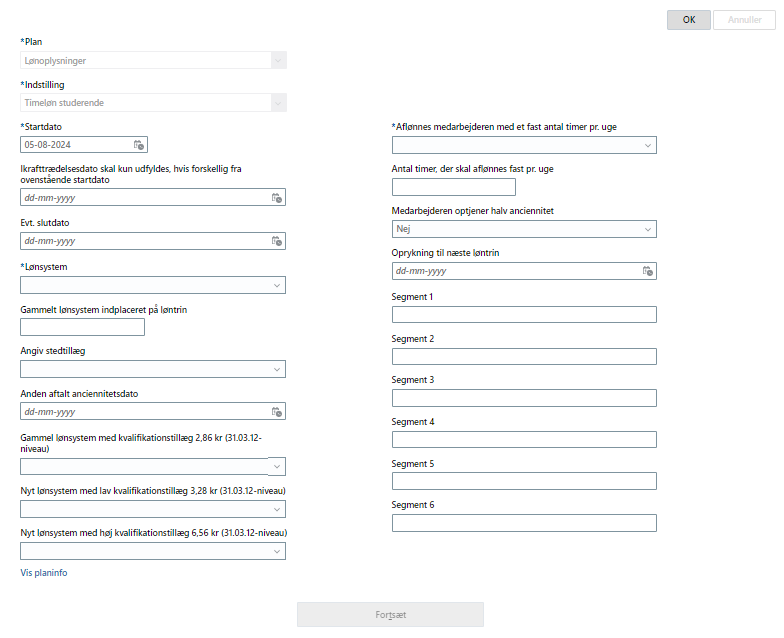 OK
Annuller
*Plan
Lønoplysninger
*Indstilling
Timeløn studerende
*Startdato
05-08-2024
Ikrafttrædelsesdato skal kun udfyldes, hvis forskellig fra
ovenstående startdato
dd-mm-yyyy
Evt. slutdato
dd-mm-yyyy
*Lønsystem
Gammelt lønsystem indplaceret på løntrin
Angiv stedtillæg
Anden aftalt anciennitetsdato
dd-mm-yyyy
Gammel lønsystem med kvalifikationstillæg 2,86 kr (31.03.12-
niveau)
Nyt lønsystem med lav kvalifikationstillæg 3,28 kr (31.03.12-niveau)
Nyt lønsystem med høj kvalifikationstillæg 6,56 kr (31.03.12-niveau)
Vis planinfo
*Aflønnes medarbejderen med et fast antal timer pr. uge
Antal timer, der skal aflønnes fast pr. uge
Medarbejderen optjener halv anciennitet
Nej
Oprykning til næste løntrin
dd-mm-yyyy
Segment 1
Segment 2
Segment 3
Segment 4
Segment 5
Segment 6
Fortsæt